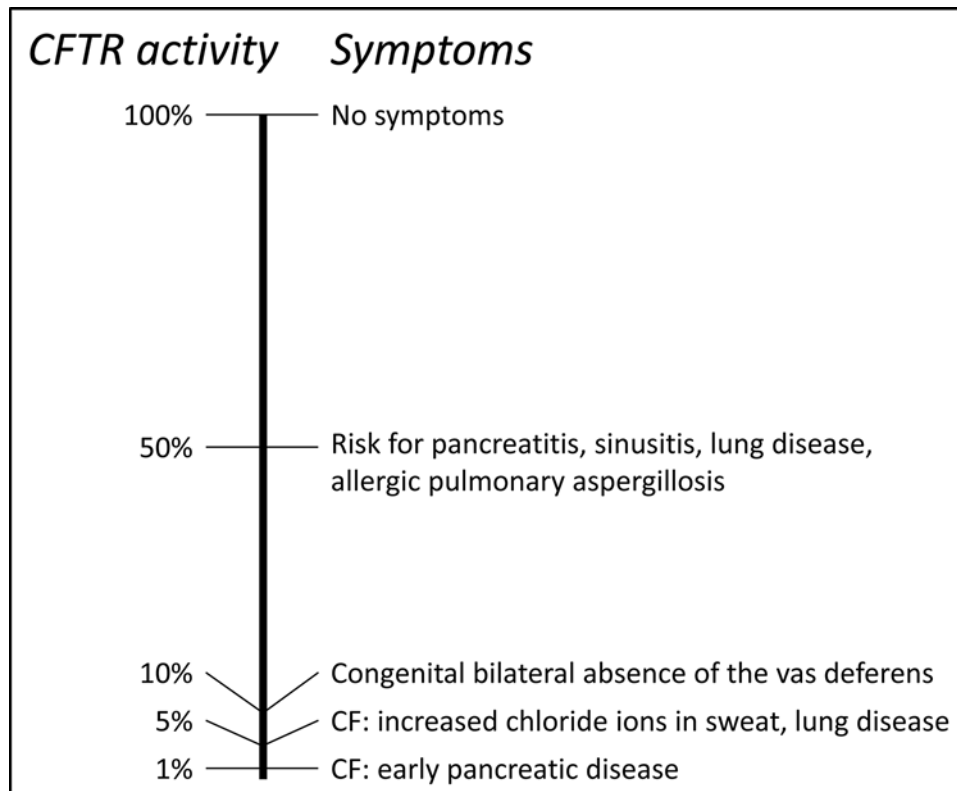 CFTR activity Symptoms
100% No symptoms
50% Risk for pancreatitis, sinusitis, lung disease,
allergic pulmonary aspergillosis
10% Congenital bilateral absence of the vas deferens
5% CF: increased chloride ions in sweat, lung disease
1% CF: early pancreatic disease